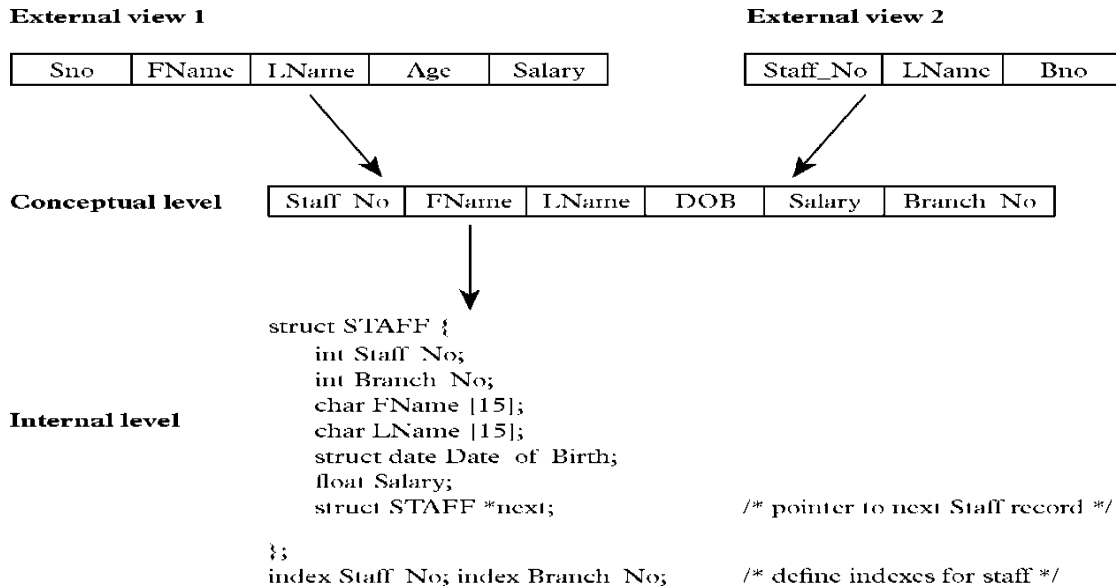 External view 1 External view 2
Sno FName LName Age Salary Staff_No LName Bno
Conceptual level Staff No FName LName DOB Salary Branch No
struct STAFF {
int Staff No;
int Branch No;
char FName [15];
Internal level
char LName [15];
struct date Date of Birth;
float Salary;
struct STAFF *next; /* pointer to next Staff record */
};
index Staff No; index Branch No; /* define indexes for staff */